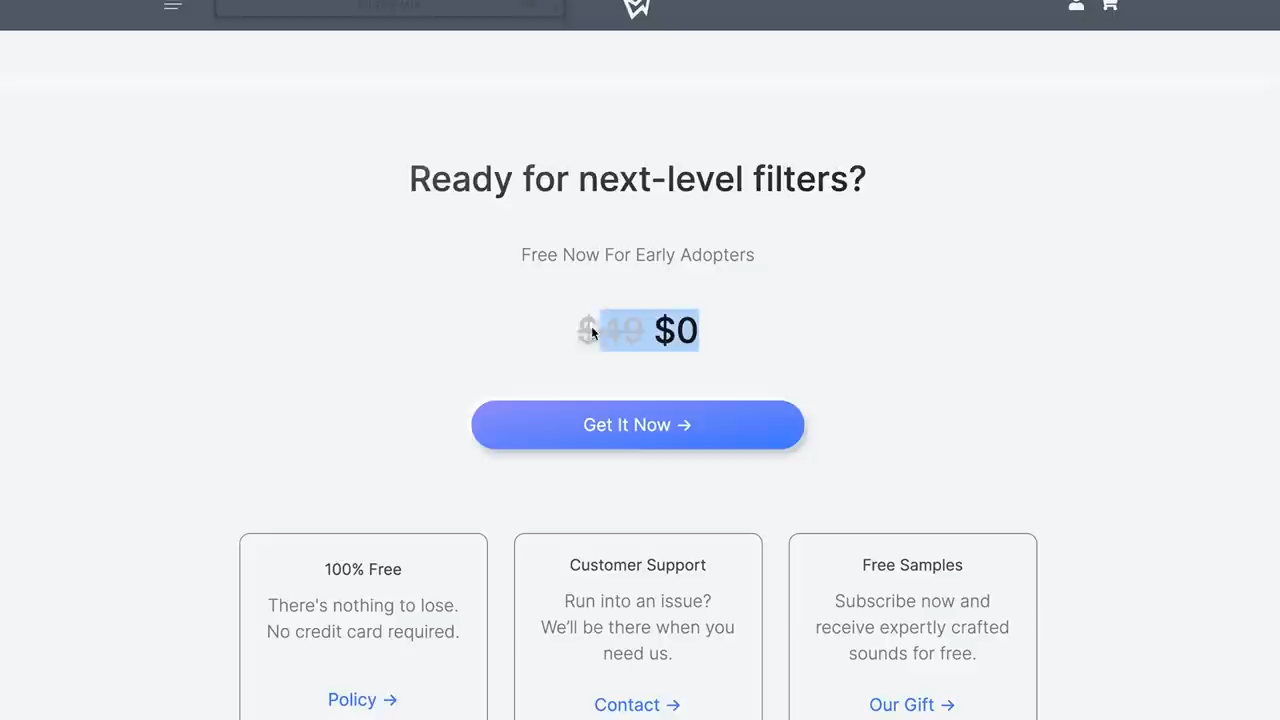 Ready for next-level filters?
Free Now For Early Adopters
$49 $0
Get It Now →
100% Free
There's nothing to lose.
No credit card required.
Policy →
Customer Support
Run into an issue?
We'll be there when you
need us.
Contact →
Free Samples
Subscribe now and
receive expertly crafted
sounds for free.
Our Gift →